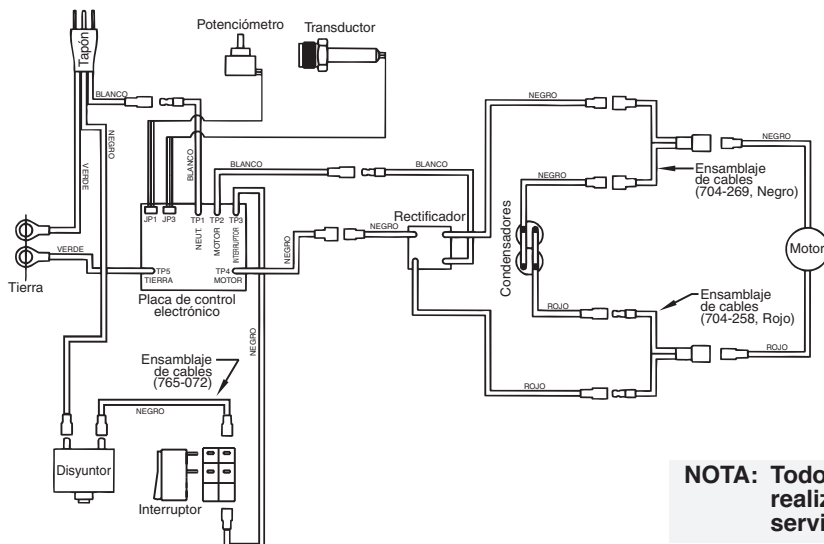 Potenciómetro
Transductor
Tapón
BLANCO
NEGRO
VERDE
BLANCO
BLANCO
BLANCO
NEGRO
NEGRO
NEGRO
Ensamblaje
de cables
(704-269, Negro)
NEGRO
Motor
JP1
JP3
TP1
TP2
TP3
NEUT.
MOTOR
INTERRUPTOR
NEGRO
NEGRO
Rectificador
Condensadores
VERDE
TP5
TIERRA
TP4
MOTOR
Tierra
Placa de control
electrónico
Ensamblaje
de cables
(704-258, Rojo)
ROJO
ROJO
ROJO
Ensamblaje
de cables
(765-072)
NEGRO
NEGRO
Disyuntor
Interruptor
NOTA: Todo
realiz
servi